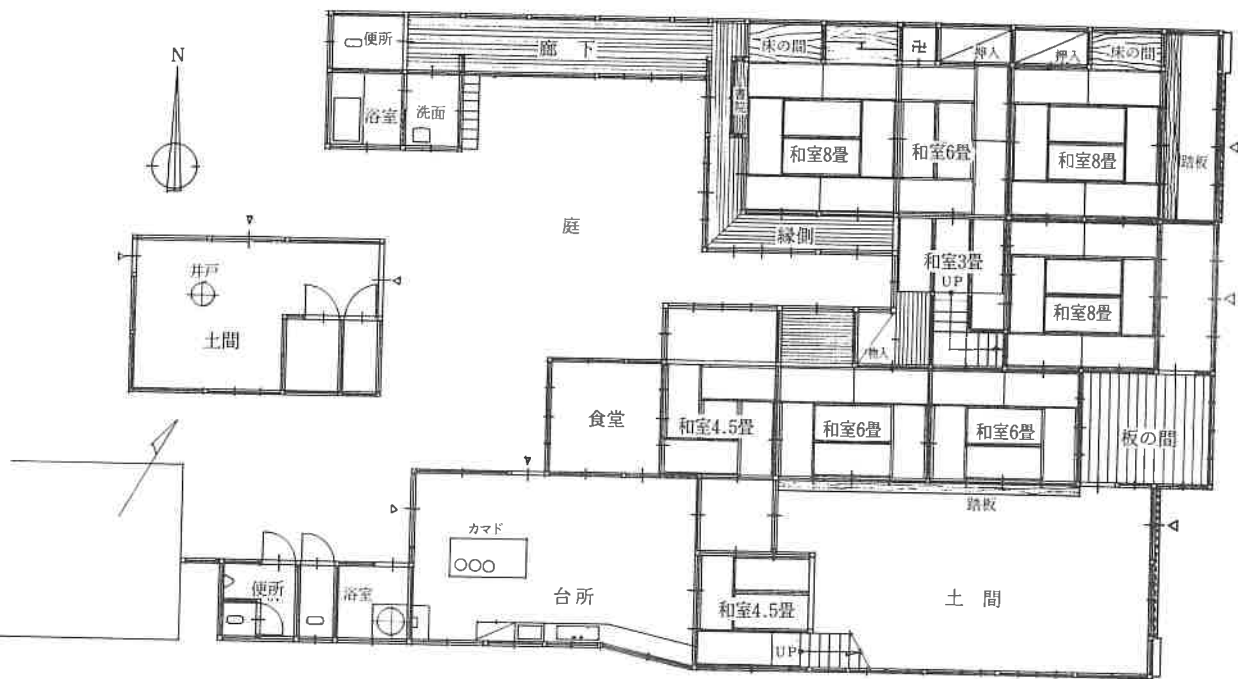 N
便所
廊下
床の間
卍
押入
押入
床の間
浴室
洗面
書院
和室8畳
和室6畳
和室8畳
踏板
庭
縁側
和室3畳
UP
和室8畳
井戸
土間
物入
食堂
和室4.5畳
和室6畳
和室6畳
板の間
踏板
カマド
便所
浴室
台所
和室4.5畳
土間
UP